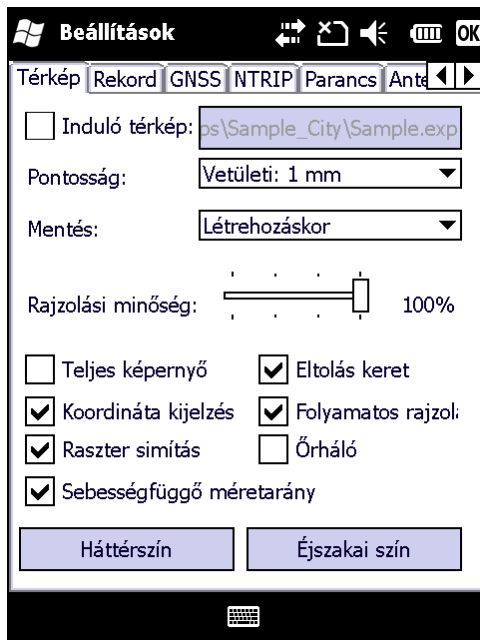 Beállítások OK
Térkép Rekord GNSS NTRIP Parancs Ante
Induló térkép: os\Sample_City\Sample.exp
Pontosság: Vetületi: 1 mm
Mentés: Létrehozáskor
Rajzolási minőség: 100%
Teljes képernyő Eltolás keret
Koordináta kijelzés Folyamatos rajzolá
Raszter simítás Őrháló
Sebességfüggő méretarány
Háttérszín Éjszakai szín